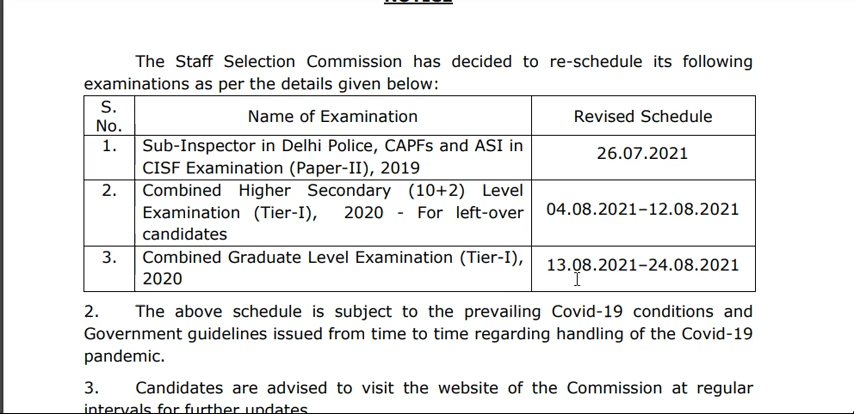 NOTICE
The Staff Selection Commission has decided to re-schedule its following
examinations as per the details given below:
S.
No.
Name of Examination
Revised Schedule
1.
Sub-Inspector in Delhi Police, CAPFs and ASI in
CISF Examination (Paper-II), 2019
26.07.2021
2.
Combined Higher Secondary (10+2) Level
Examination (Tier-I), 2020 - For left-over
candidates
04.08.2021–12.08.2021
3.
Combined Graduate Level Examination (Tier-I),
2020
13.08.2021–24.08.2021
2. The above schedule is subject to the prevailing Covid-19 conditions and
Government guidelines issued from time to time regarding handling of the Covid-19
pandemic.
3. Candidates are advised to visit the website of the Commission at regular
intervals for further updates